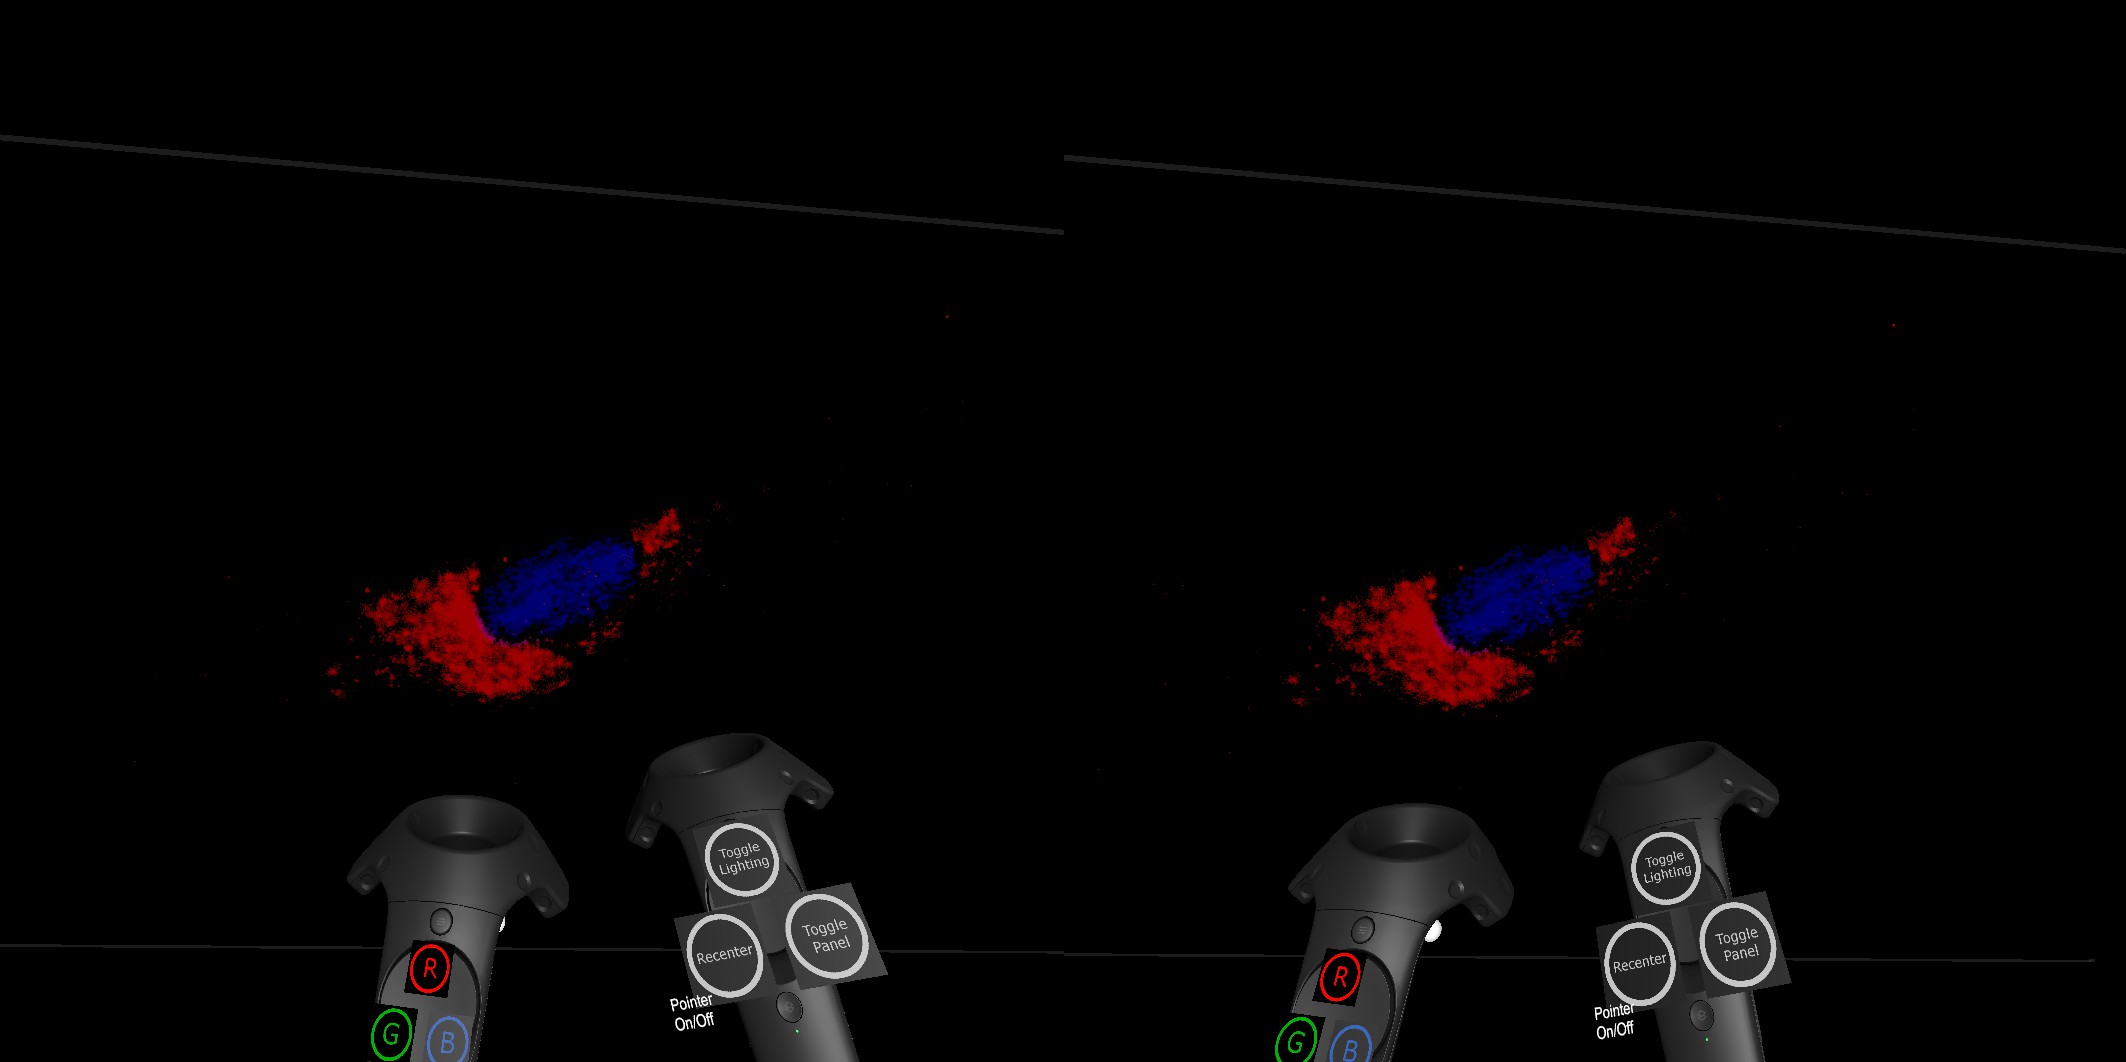 Toggle
Lighting
Recenter
Toggle
Panel
Pointer
On/Off
R
G
B
Toggle
Lighting
Recenter
Toggle
Panel
Pointer
On/Off
R
G
B